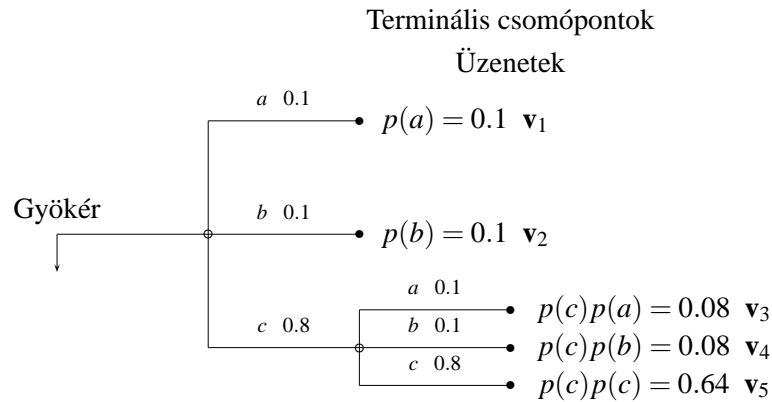 Terminális csomópontok
Üzenetek
a 0.1
p(a) = 0.1 v₁
Gyökér
b 0.1
p(b) = 0.1 v₂
a 0.1
p(c)p(a) = 0.08 v₃
c 0.8
b 0.1
p(c)p(b) = 0.08 v₄
c 0.8
p(c)p(c) = 0.64 v₅